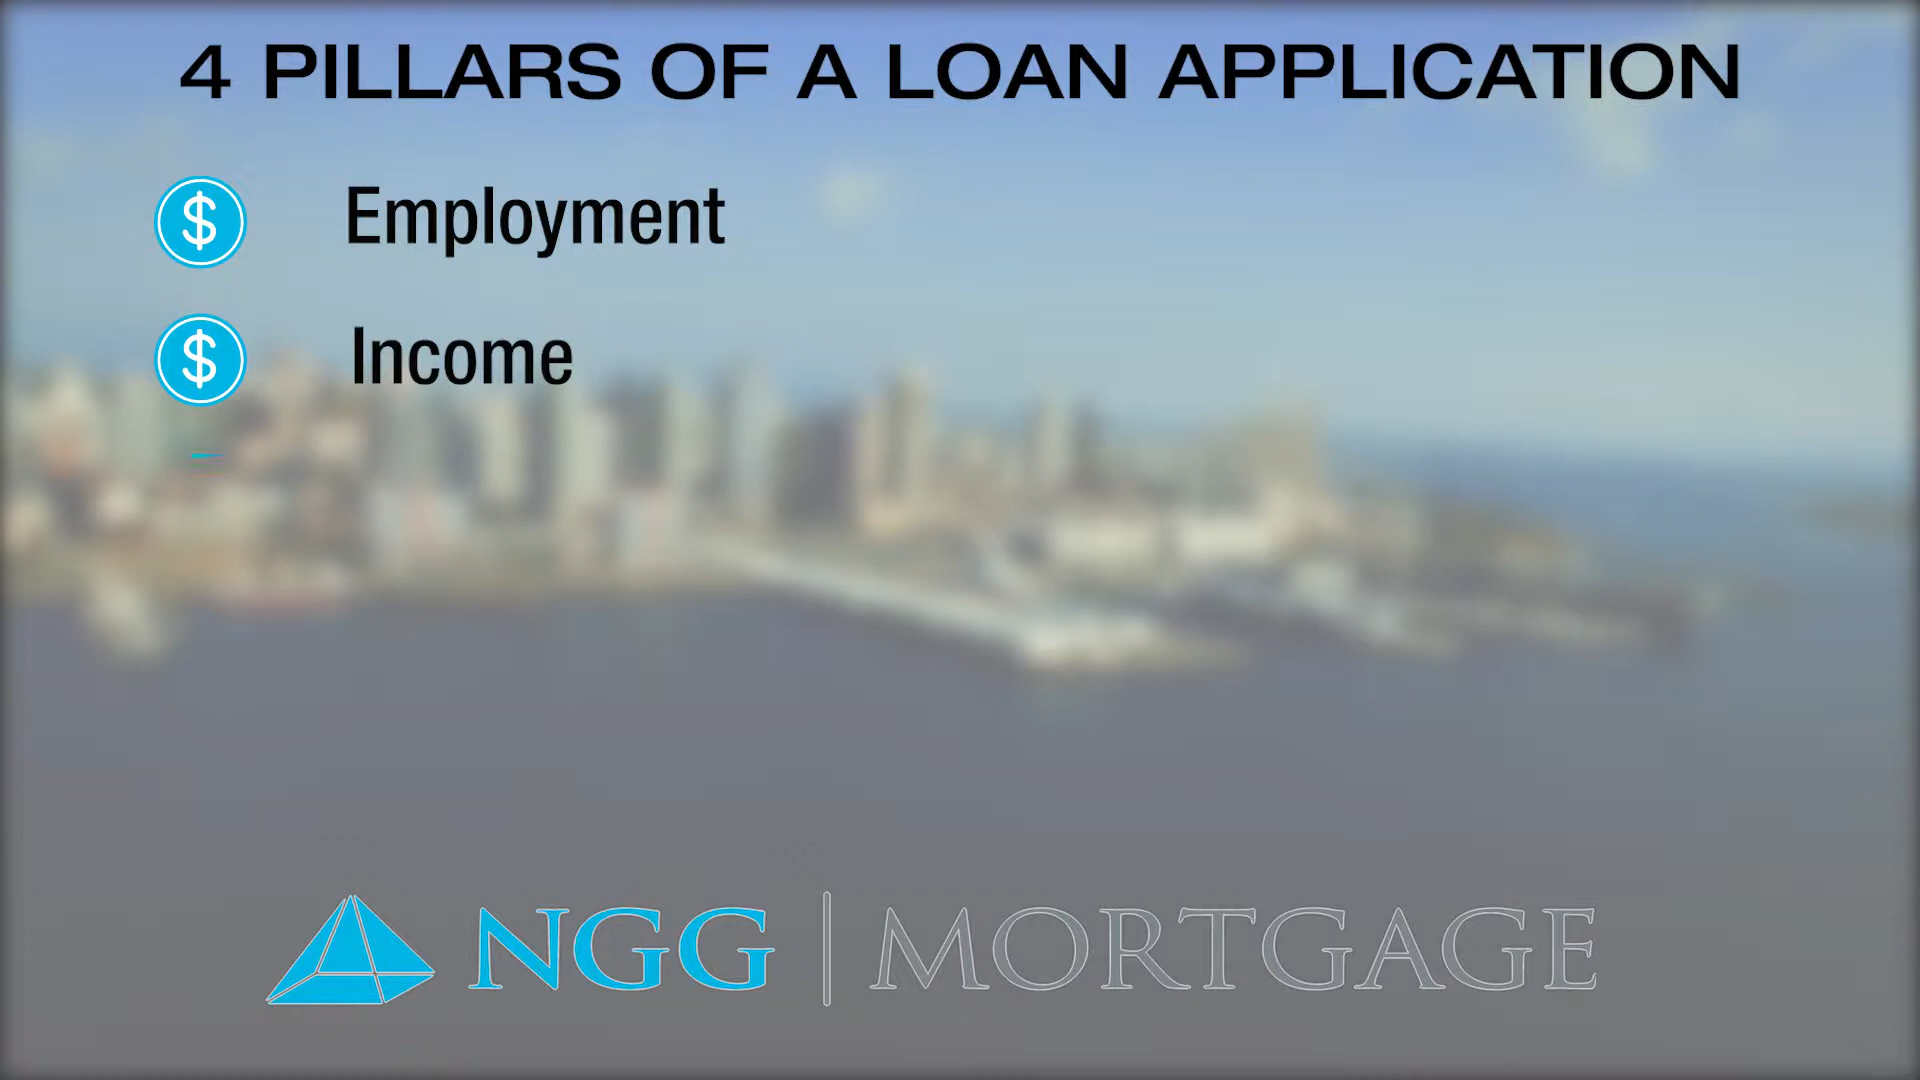 4 PILLARS OF A LOAN APPLICATION
$ Employment
$ Income
NGG | MORTGAGE